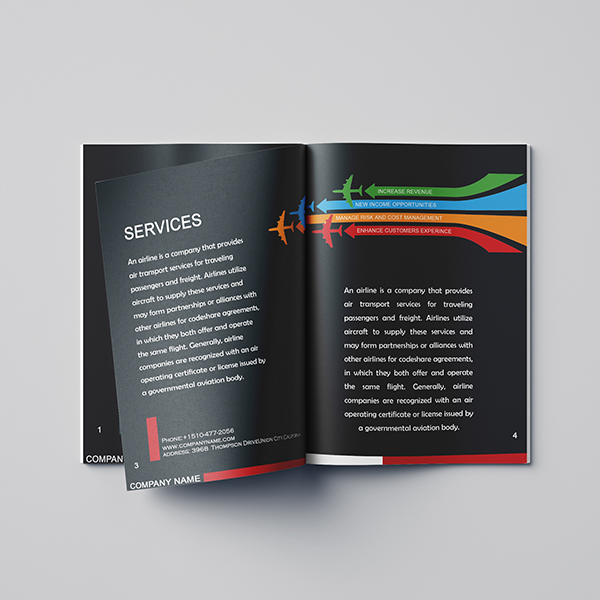 SERVICES
An airline is a company that provides
air transport services for traveling
passengers and freight. Airlines utilize
aircraft to supply these services and
may form partnerships or alliances with
other airlines for codeshare agreements,
in which they both offer and operate
the same flight. Generally, airline
companies are recognized with an air
operating certificate or license issued by
a governmental aviation body.
PHONE +1510-477-2056
WWW.COMPANYNAME.COM
ADDRESS: 3968 THOMPSON DRIVEUNION CITY,CALIFORNIA
1
3
COMPANY
COMPANY NAME
INCREASE REVENUE
NEW INCOME OPPORTUNITIES
MANAGE RISK AND COST MANAGEMENT
ENHANCE CUSTOMERS EXPERINCE
An airline is a company that provides
air transport services for traveling
passengers and freight. Airlines utilize
aircraft to supply these services and
may form partnerships or alliances with
other airlines for codeshare agreements,
in which they both offer and operate
the same flight. Generally, airline
companies are recognized with an air
operating certificate or license issued by
a governmental aviation body.
4